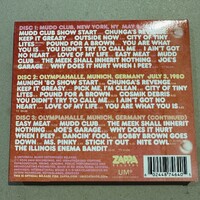 DISC 1: MUDD CLUB, NEW YORK, NY MAY 8,
MUDD CLUB '80 SHOW START ... CHUNGA'S REVENGE ...
KEEP IT GREASY ... OUTSIDE NOW ... CITY OF TINY
LITES ... POUND FOR A BROWN ... YOU ARE WHAT
YOU IS ... YOU DIDN'T TRY TO CALL ME ... I AIN'T GOT
NO HEART ... LOVE OF MY LIFE ... EASY MEAT ...
MUDD CLUB ... THE MEEK SHALL INHERIT NOTHING ... JOE'S
GARAGE ... WHY DOES IT HURT WHEN I PEE?
DISC 2: OLYMPIAHALLE, MUNICH, GERMANY JULY 3, 1980
MUNICH '80 SHOW START ... CHUNGA'S REVENGE ...
KEEP IT GREASY ... PICK ME, I'M CLEAN ... CITY OF TINY
LITES ... POUND FOR A BROWN ... COSMIK DEBRIS ...
YOU DIDN'T TRY TO CALL ME ... I AIN'T GOT NO
HEART ... LOVE OF MY LIFE ... YOU ARE WHAT YOU IS ...
DISC 3: OLYMPIAHALLE, MUNICH, GERMANY (CONTINUED)
EASY MEAT ... MUDD CLUB ... THE MEEK SHALL INHERIT
NOTHING ... JOE'S GARAGE ... WHY DOES IT HURT
WHEN I PEE? ... DANCIN' FOOL ... BOBBY BROWN GOES
DOWN ... MS. PINKY ... STICK IT OUT ... NITE OWL
THE ILLINOIS ENEMA BANDIT
ZAPPA
UMe